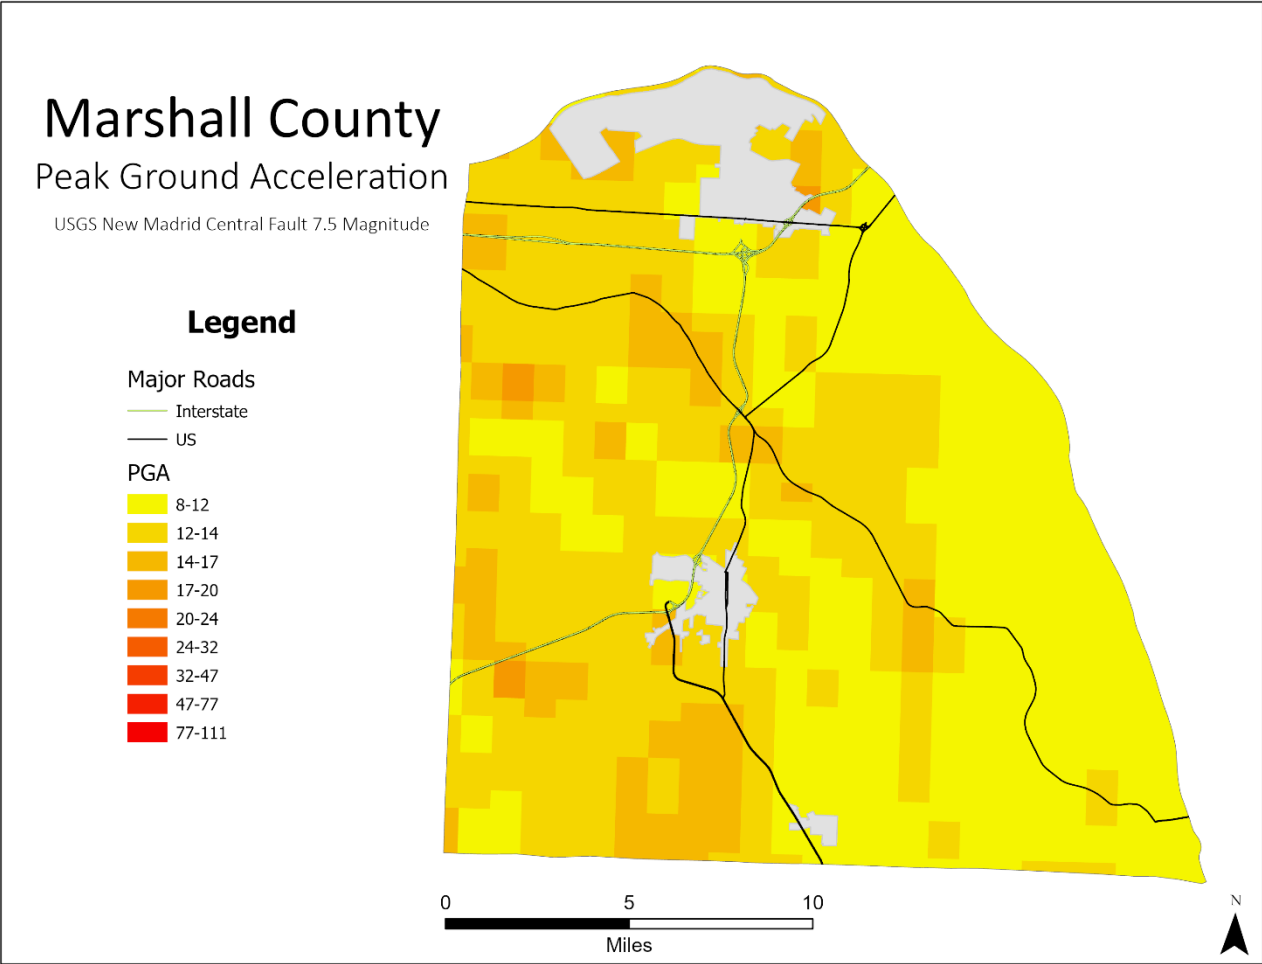 Marshall County
Peak Ground Acceleration
USGS New Madrid Central Fault 7.5 Magnitude
Legend
Major Roads
Interstate
US
PGA
8-12
12-14
14-17
17-20
20-24
24-32
32-47
47-77
77-111
0 5 10
Miles
N